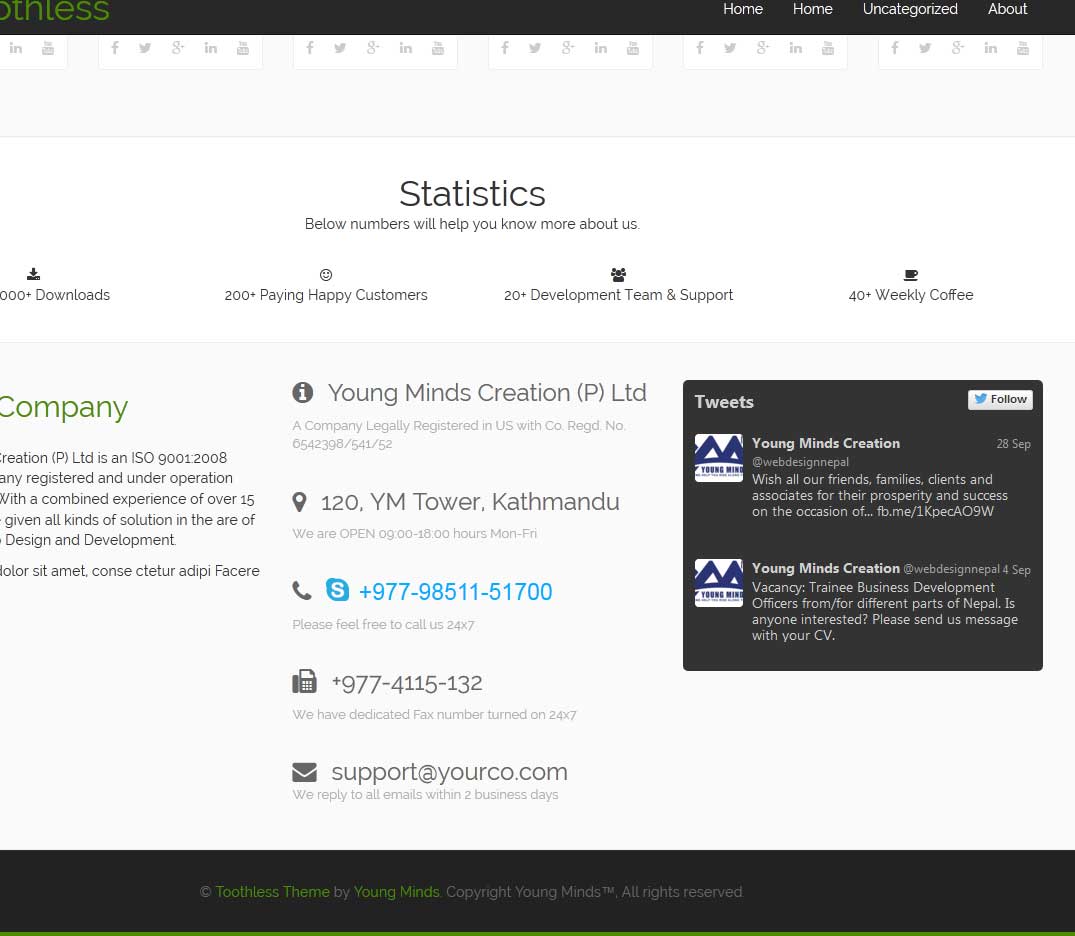 othless
Home Home Uncategorized About
Statistics
Below numbers will help you know more about us.
000+ Downloads
200+ Paying Happy Customers
20+ Development Team & Support
40+ Weekly Coffee
Company
Creation (P) Ltd is an ISO 9001:2008
any registered and under operation
With a combined experience of over 15
given all kinds of solution in the are of
Design and Development.
dolor sit amet, conse ctetur adipi Facere
Young Minds Creation (P) Ltd
A Company Legally Registered in US with Co. Regd. No.
6542398/541/52
120, YM Tower, Kathmandu
We are OPEN 09:00-18:00 hours Mon-Fri
+977-98511-51700
Please feel free to call us 24x7
+977-4115-132
We have dedicated Fax number turned on 24x7
support@yourco.com
We reply to all emails within 2 business days
Tweets
Follow
Young Minds Creation 28 Sep
@webdesignnepal
Wish all our friends, families, clients and
associates for their prosperity and success
on the occasion of... fb.me/1KpecAO9W
YOUNG MIND
Young Minds Creation @webdesignnepal 4 Sep
Vacancy: Trainee Business Development
Officers from/for different parts of Nepal. Is
anyone interested? Please send us message
with your CV.
YOUNG MIND
© Toothless Theme by Young Minds. Copyright Young Minds™, All rights reserved.